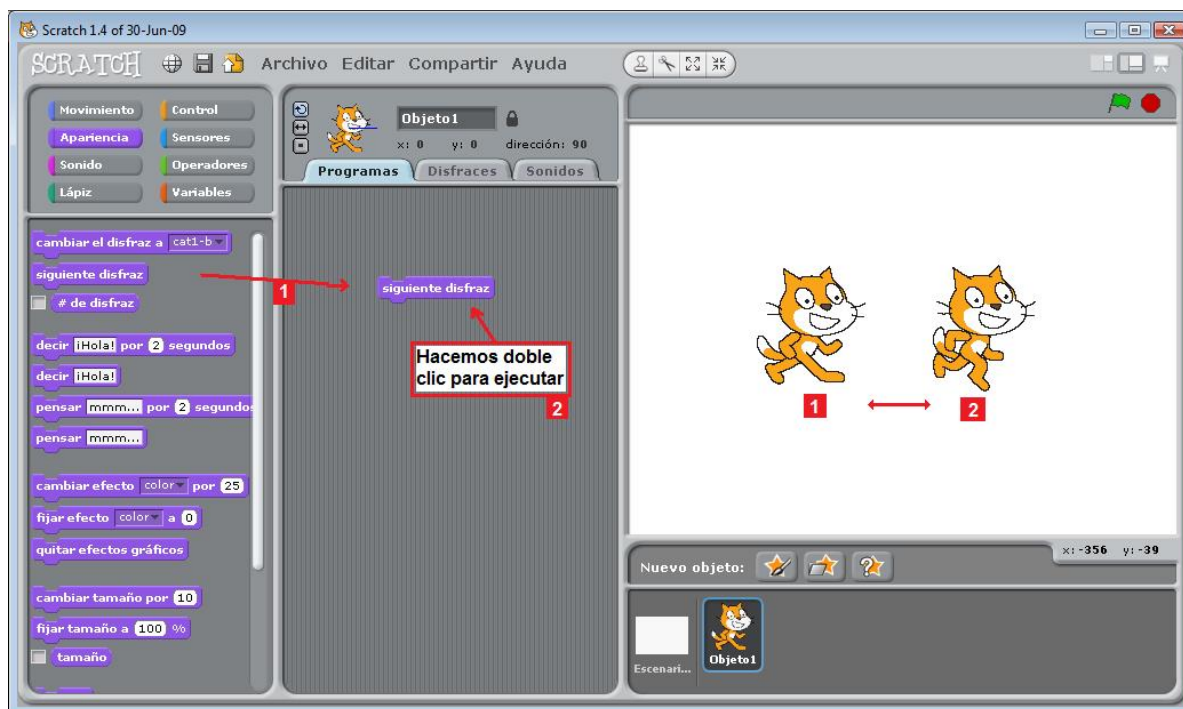 Scratch 1.4 of 30-Jun-09
SCRATCH
Archivo Editar Compartir Ayuda
Movimiento
Control
Apariencia
Sensores
Sonido
Operadores
Lápiz
Variables
cambiar el disfraz a cat1-b
siguiente disfraz
# de disfraz
decir ¡Hola! por 2 segundos
decir ¡Hola!
pensar mmm... por 2 segundos
pensar mmm...
cambiar efecto color por 25
fijar efecto color a 0
quitar efectos gráficos
cambiar tamaño por 10
fijar tamaño a 100 %
tamaño
Objeto1
x: 0 y: 0 dirección: 90
Programas Disfraces Sonidos
1
siguiente disfraz
Hacemos doble
clic para ejecutar
2
1
2
x: -356 y: -39
Nuevo objeto:
Escenari...
Objeto1